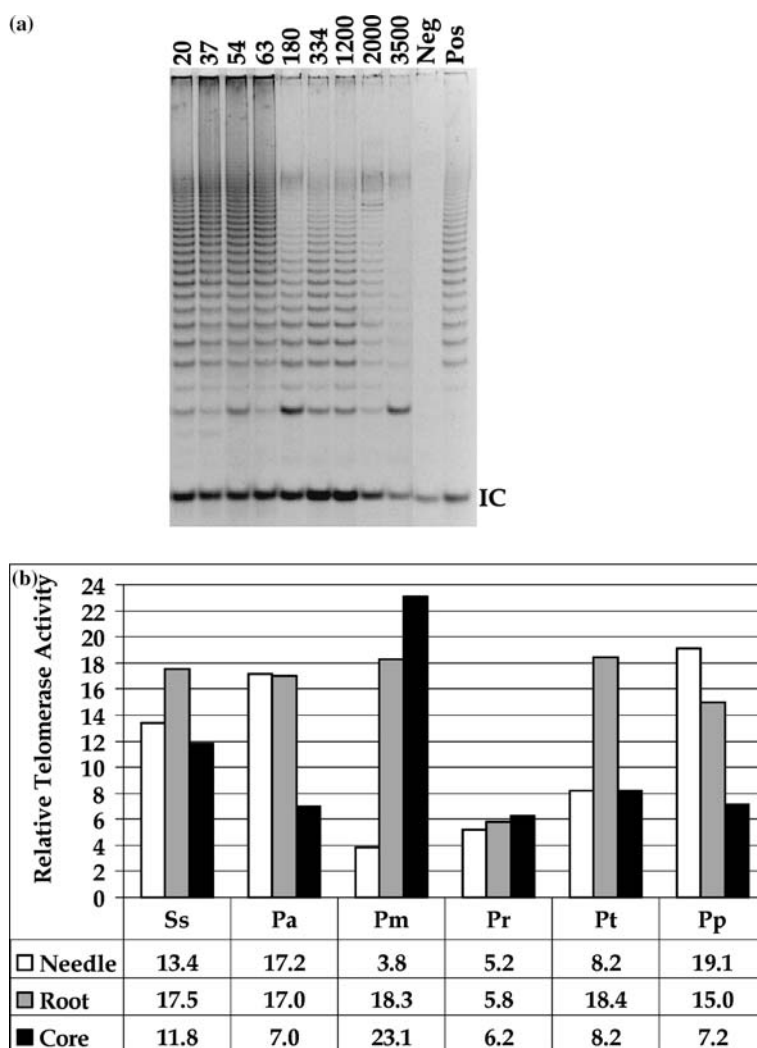 (a)
20 37 54 63 180 334 1200 2000 3500 Neg Pos
IC
(b)
Relative Telomerase Activity
24
22
20
18
16
14
12
10
8
6
4
2
0
Ss Pa Pm Pr Pt Pp
Needle 13.4 17.2 3.8 5.2 8.2 19.1
Root 17.5 17.0 18.3 5.8 18.4 15.0
Core 11.8 7.0 23.1 6.2 8.2 7.2